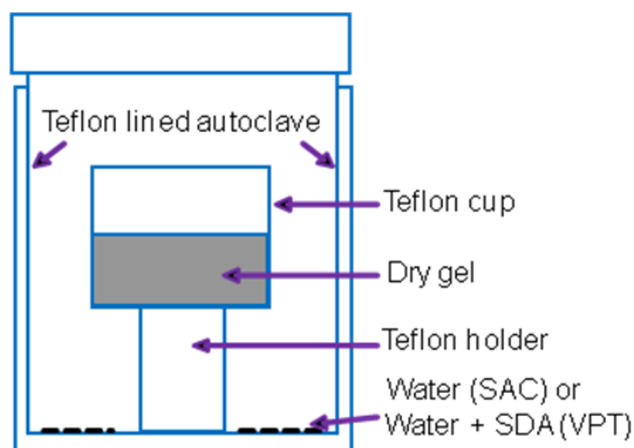 Teflon lined autoclave
Teflon cup
Dry gel
Teflon holder
Water (SAC) or
Water + SDA (VPT)